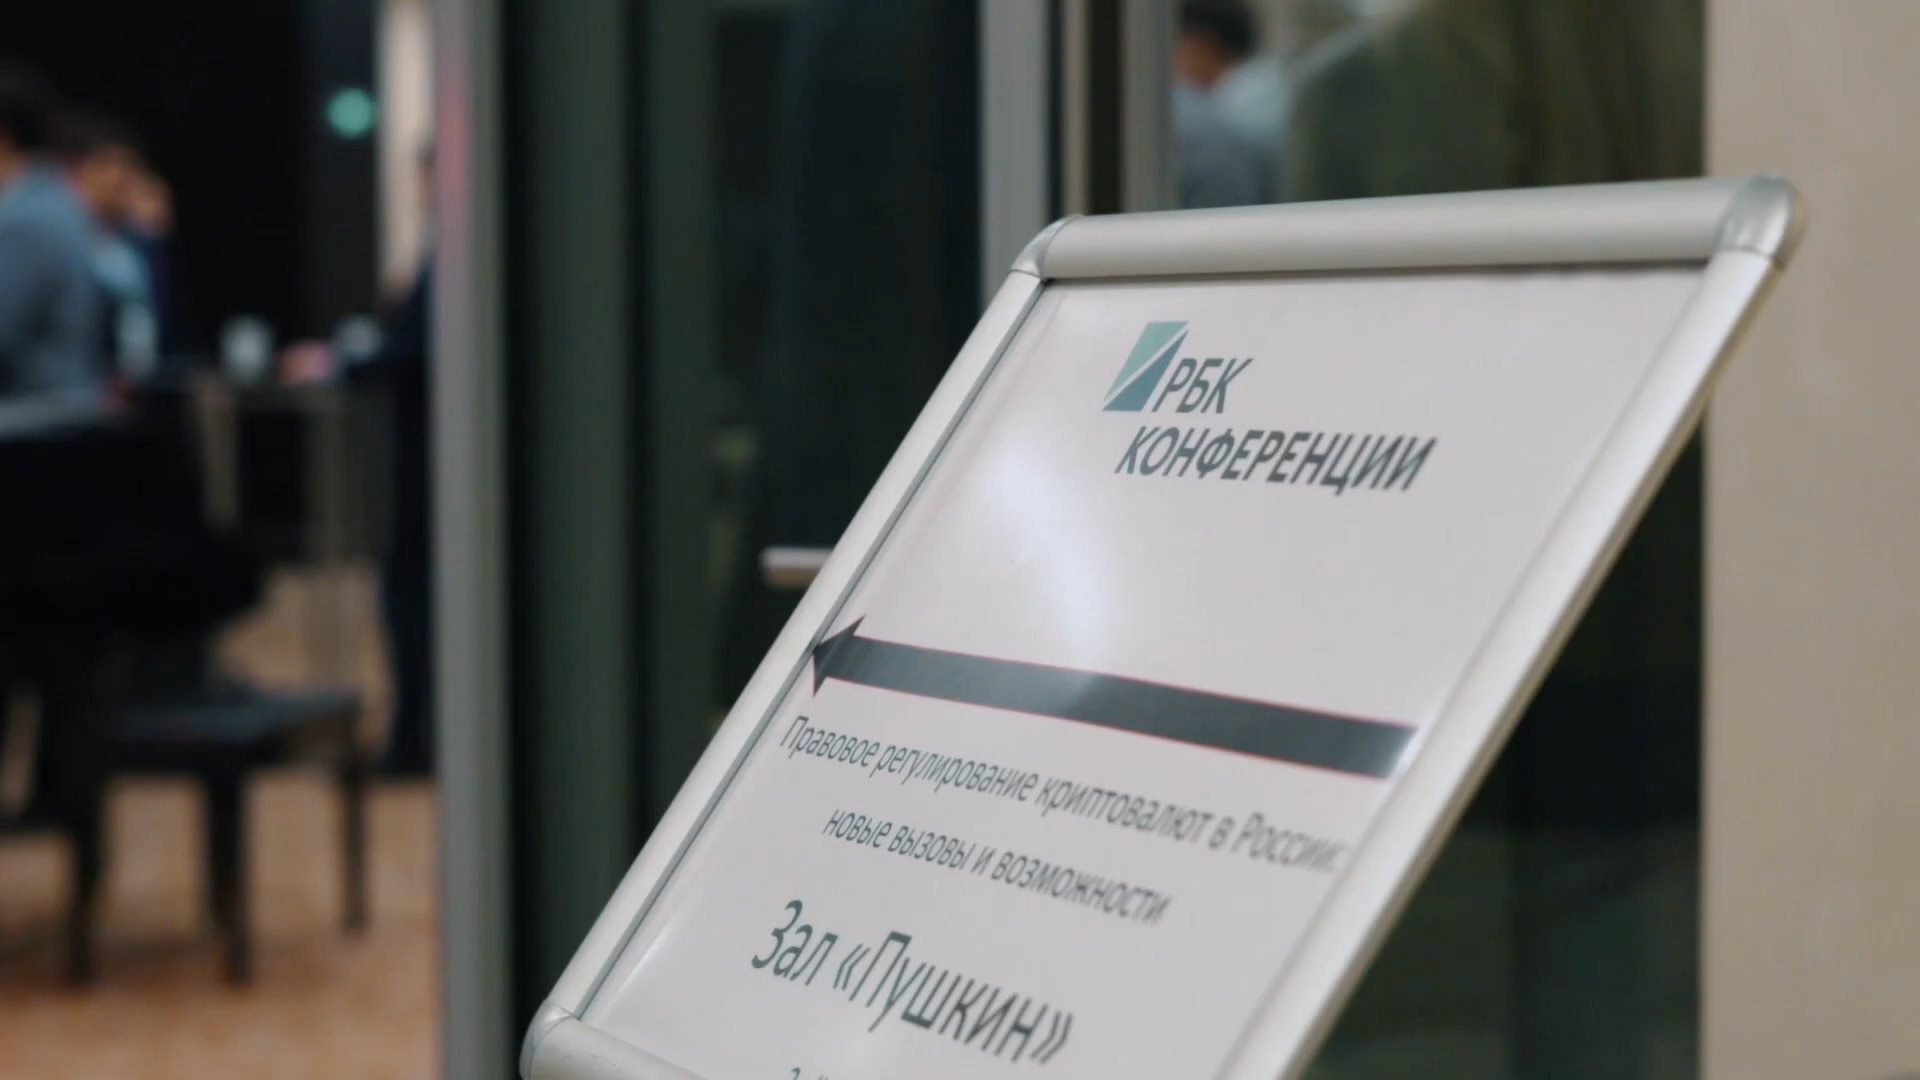 РБК
КОНФЕРЕНЦИИ
Правовое регулирование криптовалют в России:
новые вызовы и возможности
Зал «Пушкин»